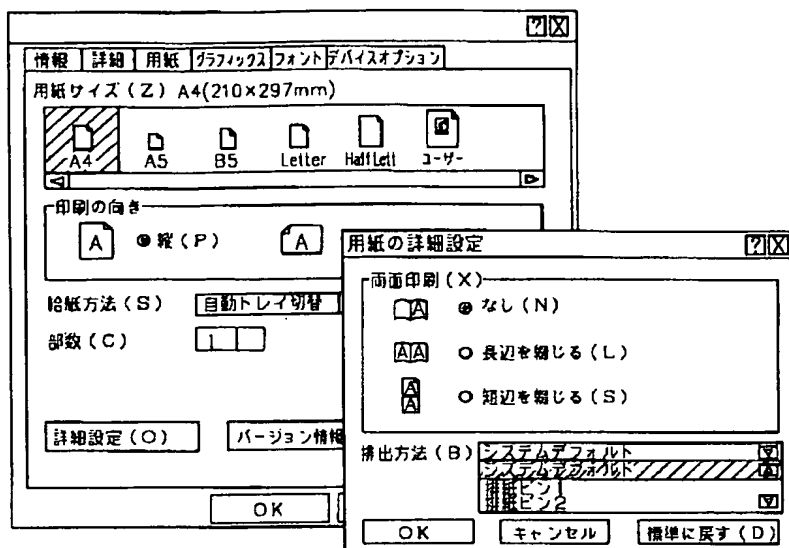 情報 詳細 用紙 グラフィックス フォント デバイスオプション
用紙サイズ(Z) A4(210×297mm)
A4 A5 B5 Letter HalfLett ユーザー
印刷の向き
A 縦(P) A
給紙方法(S) 自動トレイ切替
部数(C) 1
詳細設定(O) バージョン情報
OK
用紙の詳細設定
両面印刷(X)
A なし(N)
AA 長辺を綴じる(L)
A
A 短辺を綴じる(S)
排出方法(B) システムデフォルト
システムデフォルト
排紙ビン1
排紙ビン2
OK キャンセル 標準に戻す(D)